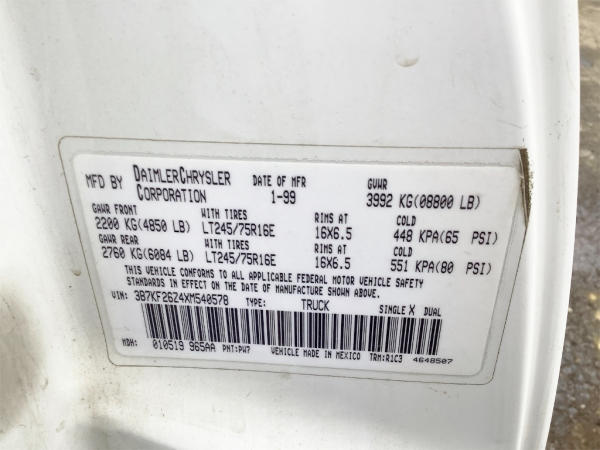 MFD BY DAIMLERCHRYSLER CORPORATION DATE OF MFR 1-99 GVWR 3992 KG(08800 LB)
GAWR FRONT WITH TIRES RIMS AT COLD
2200 KG(4850 LB) LT245/75R16E 16X6.5 448 KPA(65 PSI)
GAWR REAR WITH TIRES RIMS AT COLD
2760 KG(6084 LB) LT245/75R16E 16X6.5 551 KPA(80 PSI)
THIS VEHICLE CONFORMS TO ALL APPLICABLE FEDERAL MOTOR VEHICLE SAFETY
STANDARDS IN EFFECT ON THE DATE OF MANUFACTURE SHOWN ABOVE.
VIN: 3B7KF26Z4XM540578 TYPE: TRUCK SINGLE X DUAL
MDH: 010519 965AA PNT:PW7 VEHICLE MADE IN MEXICO TRM:R1C3 4648507